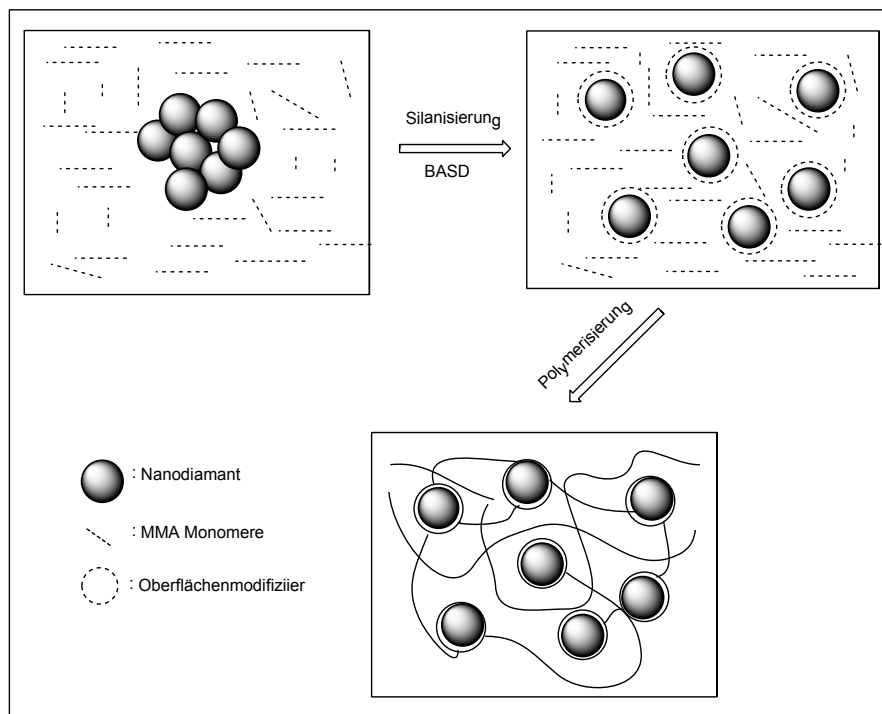 Silanisierung
BASD
Polymerisierung
: Nanodiamant
: MMA Monomere
: Oberflächenmodifiziier